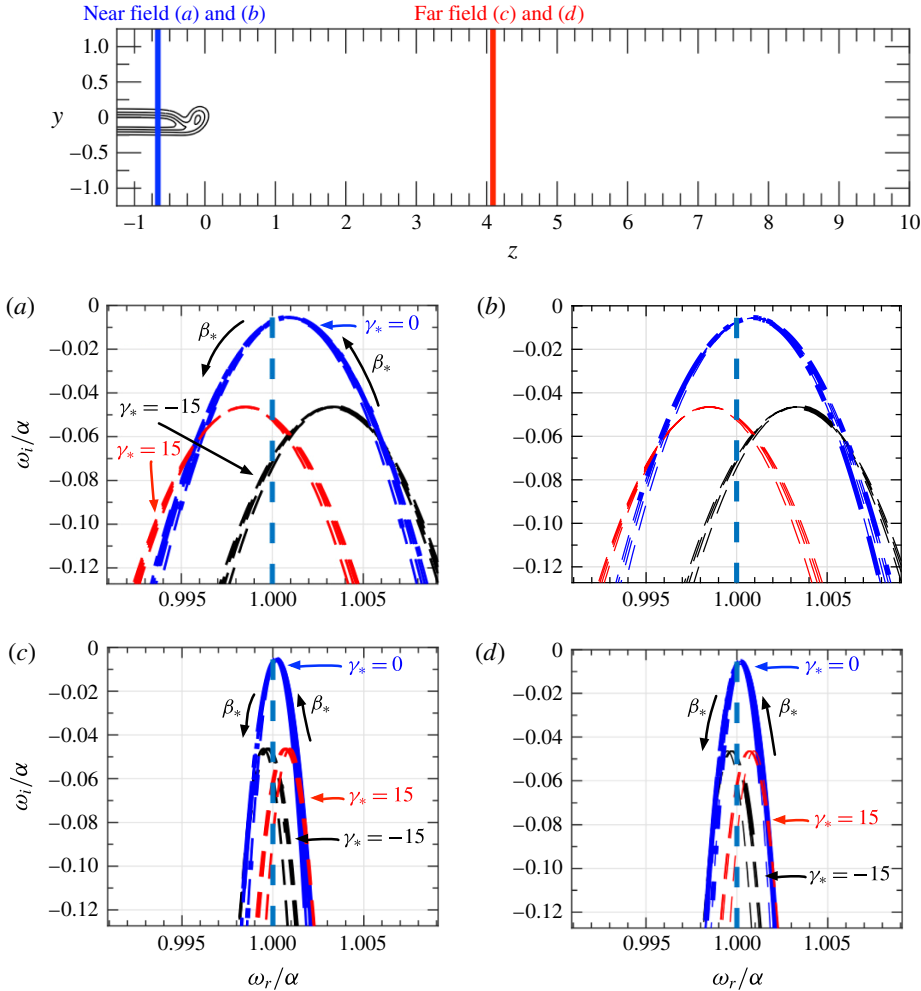 Near field (a) and (b) Far field (c) and (d)
1.0
0.5
y 0
−0.5
−1.0
−1 0 1 2 3 4 5 6 7 8 9 10
z
(a) (b)
0 0
−0.02 −0.02
−0.04 −0.04
−0.06 −0.06
−0.08 −0.08
−0.10 −0.10
−0.12 −0.12
ωi/α
β* γ* = 0
β*
γ* = −15
γ* = 15
0.995 1.000 1.005 0.995 1.000 1.005
(c) (d)
0 0
−0.02 −0.02
−0.04 −0.04
−0.06 −0.06
−0.08 −0.08
−0.10 −0.10
−0.12 −0.12
ωi/α
γ* = 0 γ* = 0
β* β* β* β*
γ* = 15 γ* = 15
γ* = −15 γ* = −15
0.995 1.000 1.005 0.995 1.000 1.005
ωr/α ωr/α